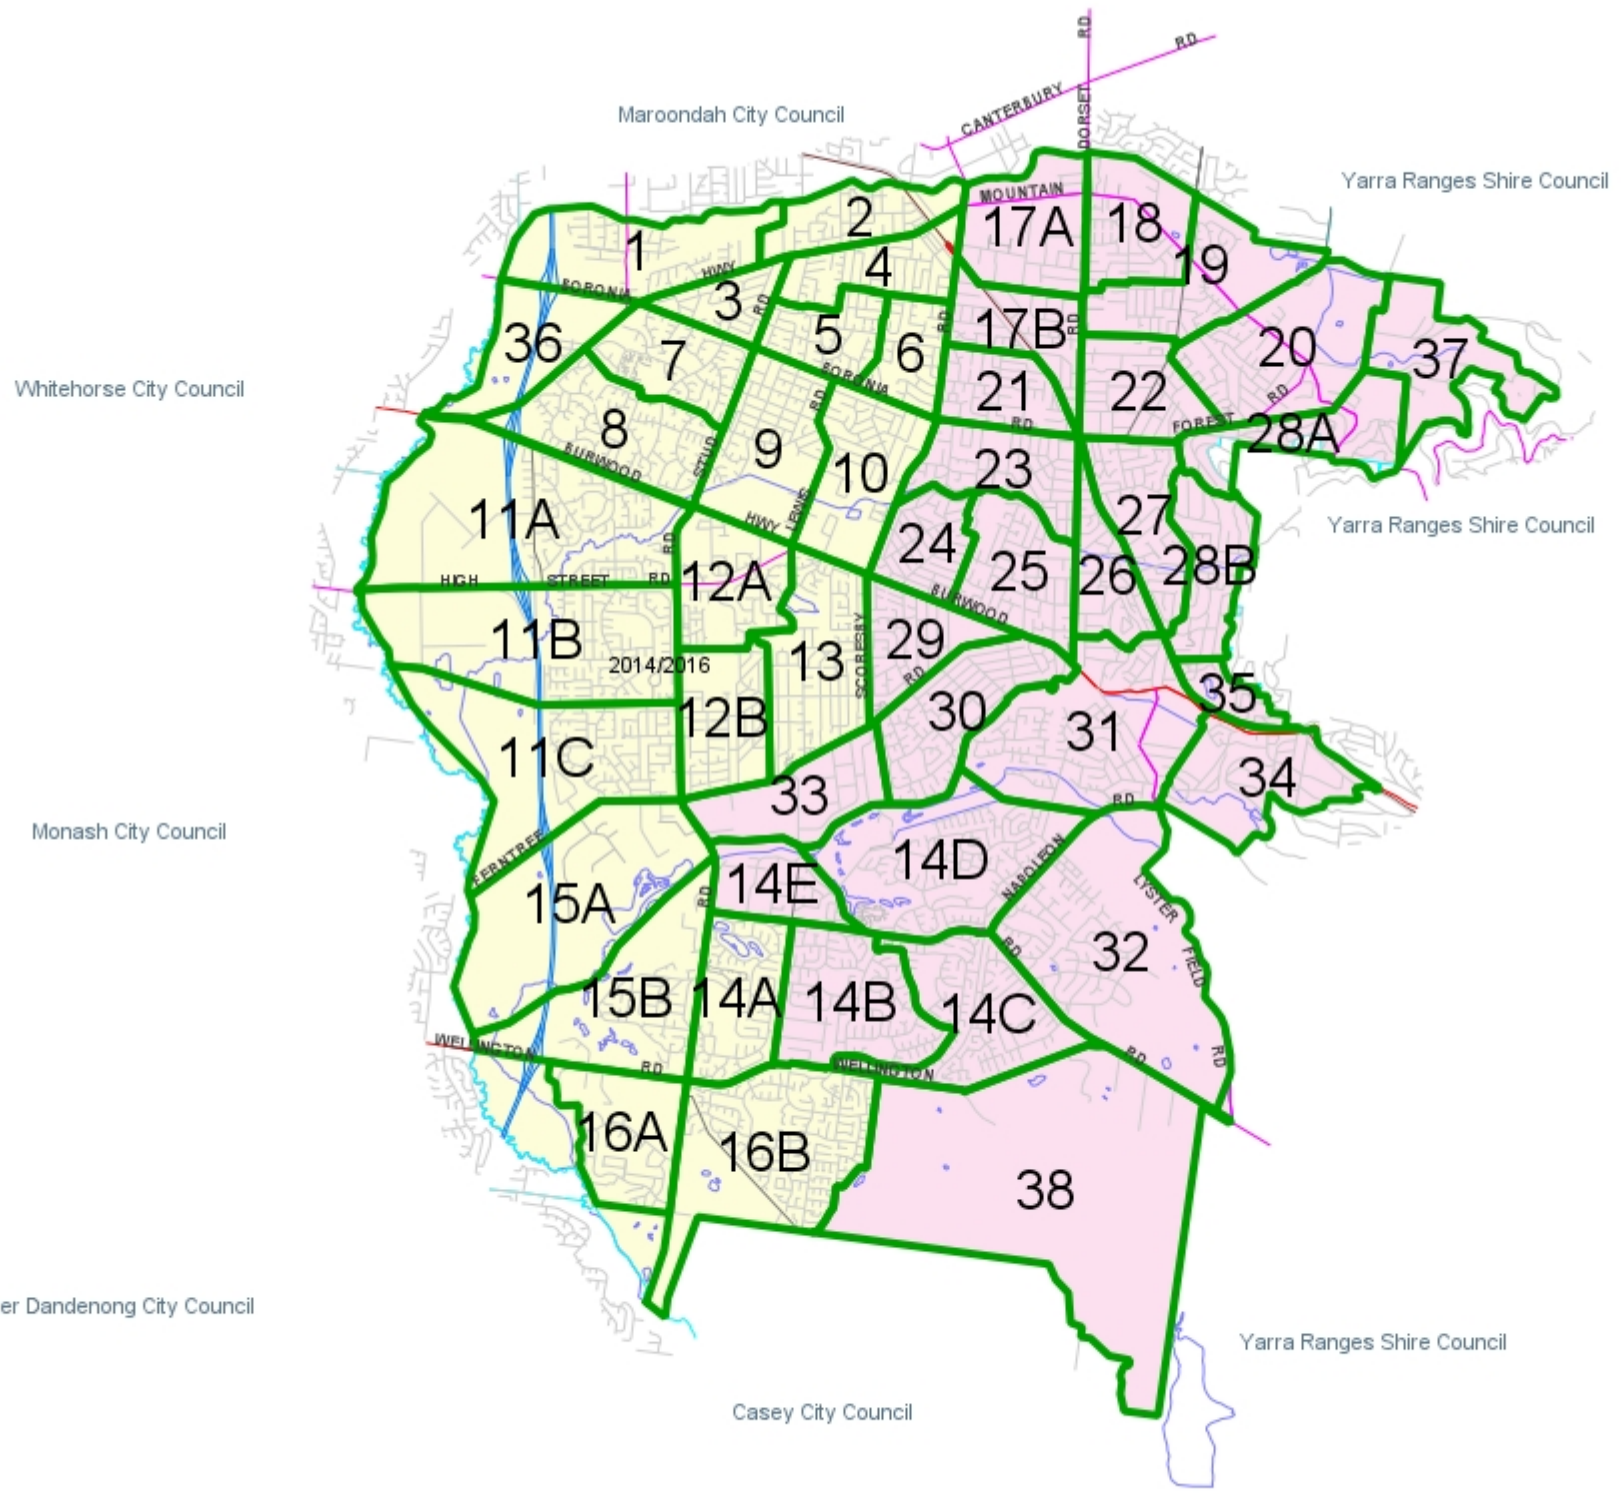 RD
RD
CANTERBURY
DORSET
Maroondah City Council
Yarra Ranges Shire Council
MOUNTAIN
2
17A
18
1
19
4
HWY
BORONIA
3
RD
5
6
RD
17B
RD
36
7
20
37
Whitehorse City Council
BORONIA
RD
21
22
RD
8
RD
FOREST
28A
9
10
23
BURWOOD
STUD
LEWIS
HWY
11A
24
25
27
Yarra Ranges Shire Council
RD
HIGH
STREET
RD
12A
26
28B
BURWOOD
11B
2014/2016
13
SCORESBY
29
RD
35
12B
30
31
11C
33
RD
34
Monash City Council
FERNTREE
14D
NAPOLEON
14E
RD
15A
LYSTER
RD
32
FIELD
15B
14A
14B
14C
WELLINGTON
RD
WELLINGTON
RD
RD
16A
16B
38
er Dandenong City Council
Yarra Ranges Shire Council
Casey City Council